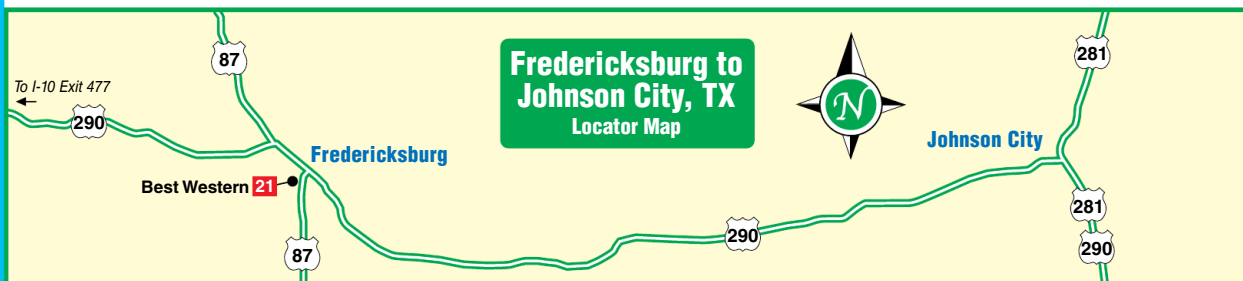 87
281
Fredericksburg to
Johnson City, TX
Locator Map
To I-10 Exit 477
N
290
Johnson City
Fredericksburg
Best Western 21
281
290
290
87